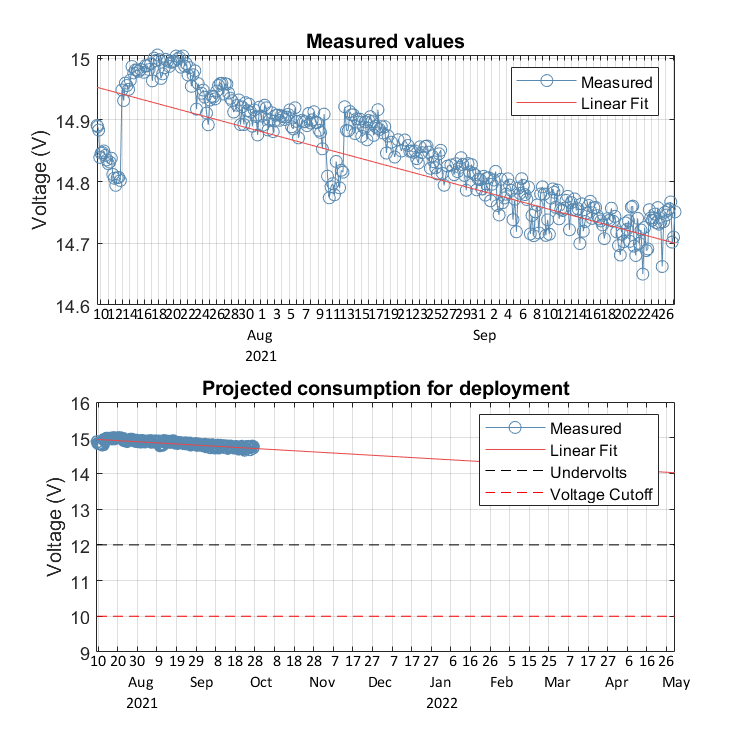 Measured values
15
14.9
14.8
14.7
14.6
Voltage (V)
Measured
Linear Fit
10 12 14 16 18 20 22 24 26 28 30 1 3 5 7 9 11 13 15 17 19 21 23 25 27 29 31 2 4 6 8 10 12 14 16 18 20 22 24 26
Aug Sep
2021
Projected consumption for deployment
16
15
14
13
12
11
10
9
Voltage (V)
Measured
Linear Fit
Undervolts
Voltage Cutoff
10 20 30 9 19 29 8 18 28 8 18 28 7 17 27 7 17 27 6 16 26 5 15 25 7 17 27 6 16 26
Aug Sep Oct Nov Dec Jan Feb Mar Apr May
2021 2022